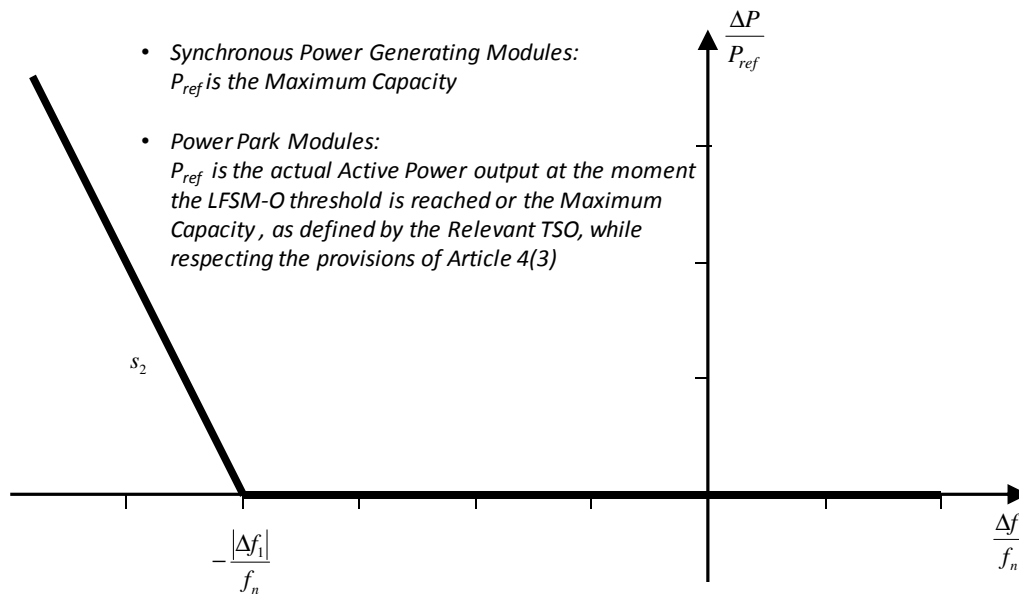 ΔP
P_ref
• Synchronous Power Generating Modules:
P_ref is the Maximum Capacity
• Power Park Modules:
P_ref is the actual Active Power output at the moment
the LFSM-O threshold is reached or the Maximum
Capacity , as defined by the Relevant TSO, while
respecting the provisions of Article 4(3)
s₂
− |Δf₁|
f_n
Δf
f_n